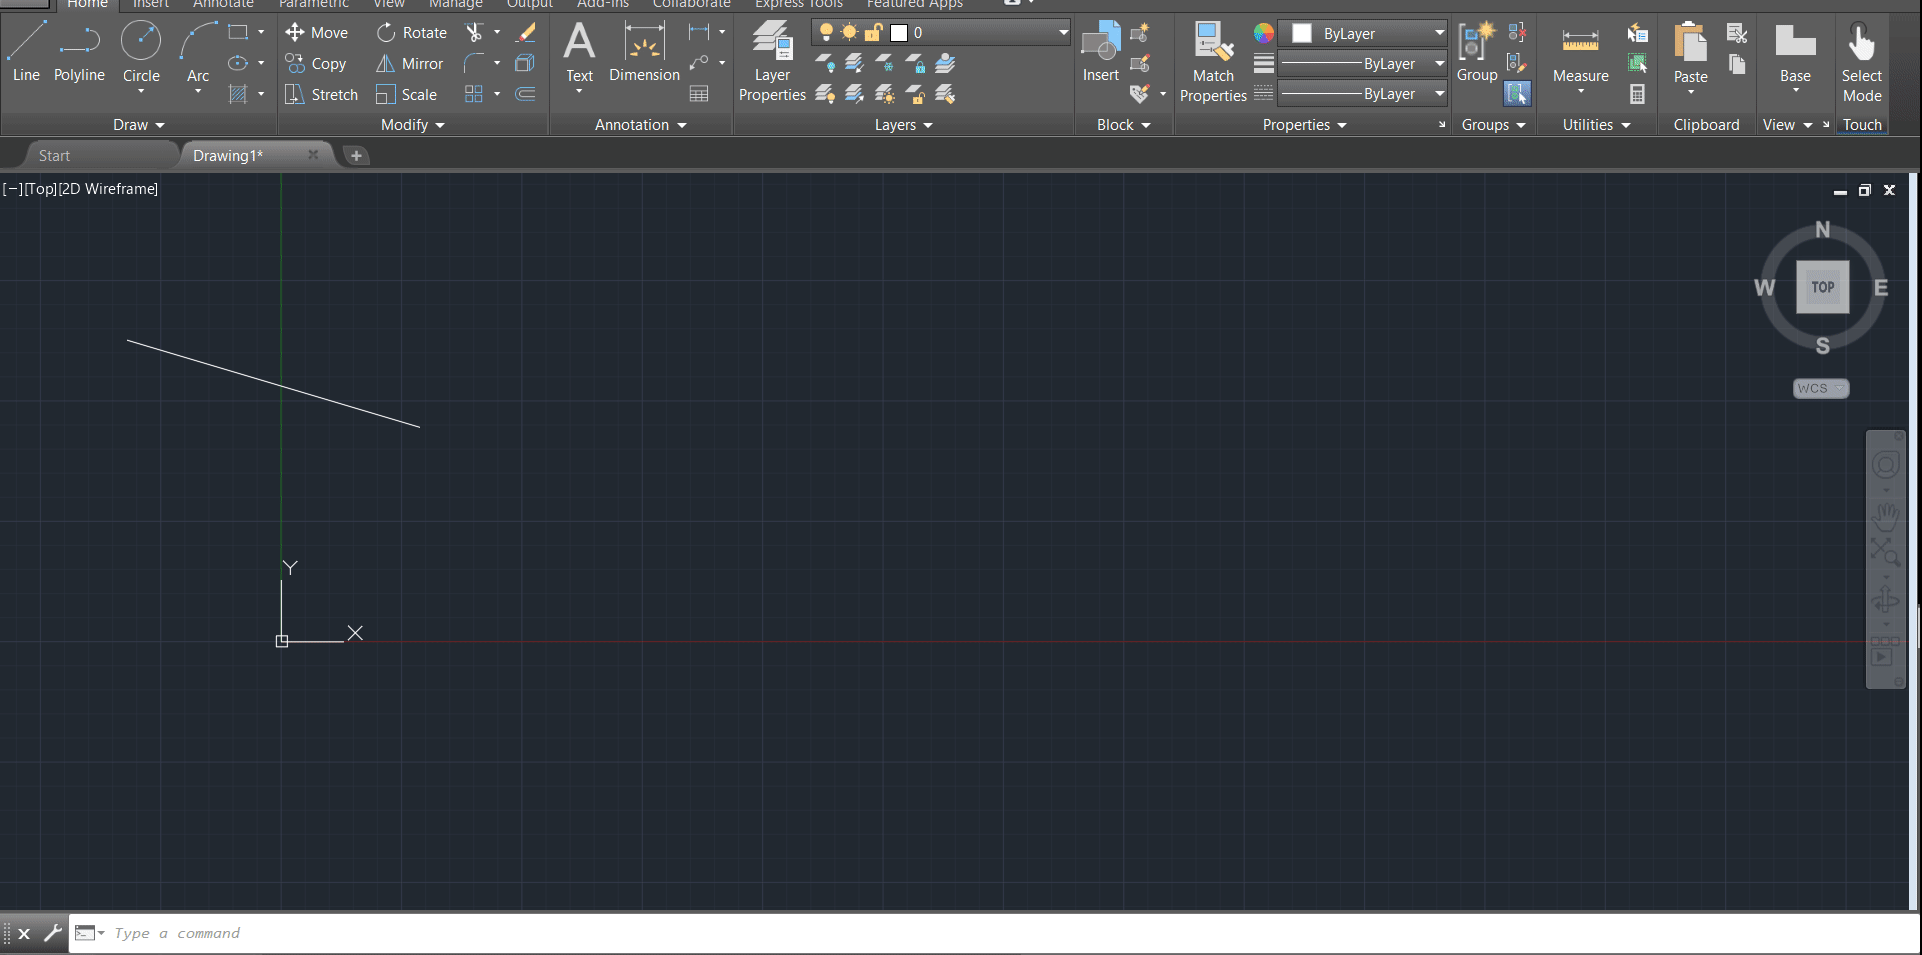 Home Insert Annotate Parametric View Manage Output Add-ins Collaborate Express Tools Featured Apps
Line Polyline Circle Arc
Move Rotate
Copy Mirror
Stretch Scale
Text Dimension
Layer
Properties
0
Insert
Match
Properties
ByLayer
ByLayer
ByLayer
Group
Measure
Paste
Base
Select
Mode
Draw Modify Annotation Layers Block Properties Groups Utilities Clipboard View Touch
Start Drawing1*
[−][Top][2D Wireframe]
N
W TOP E
S
WCS
Y
X
Type a command